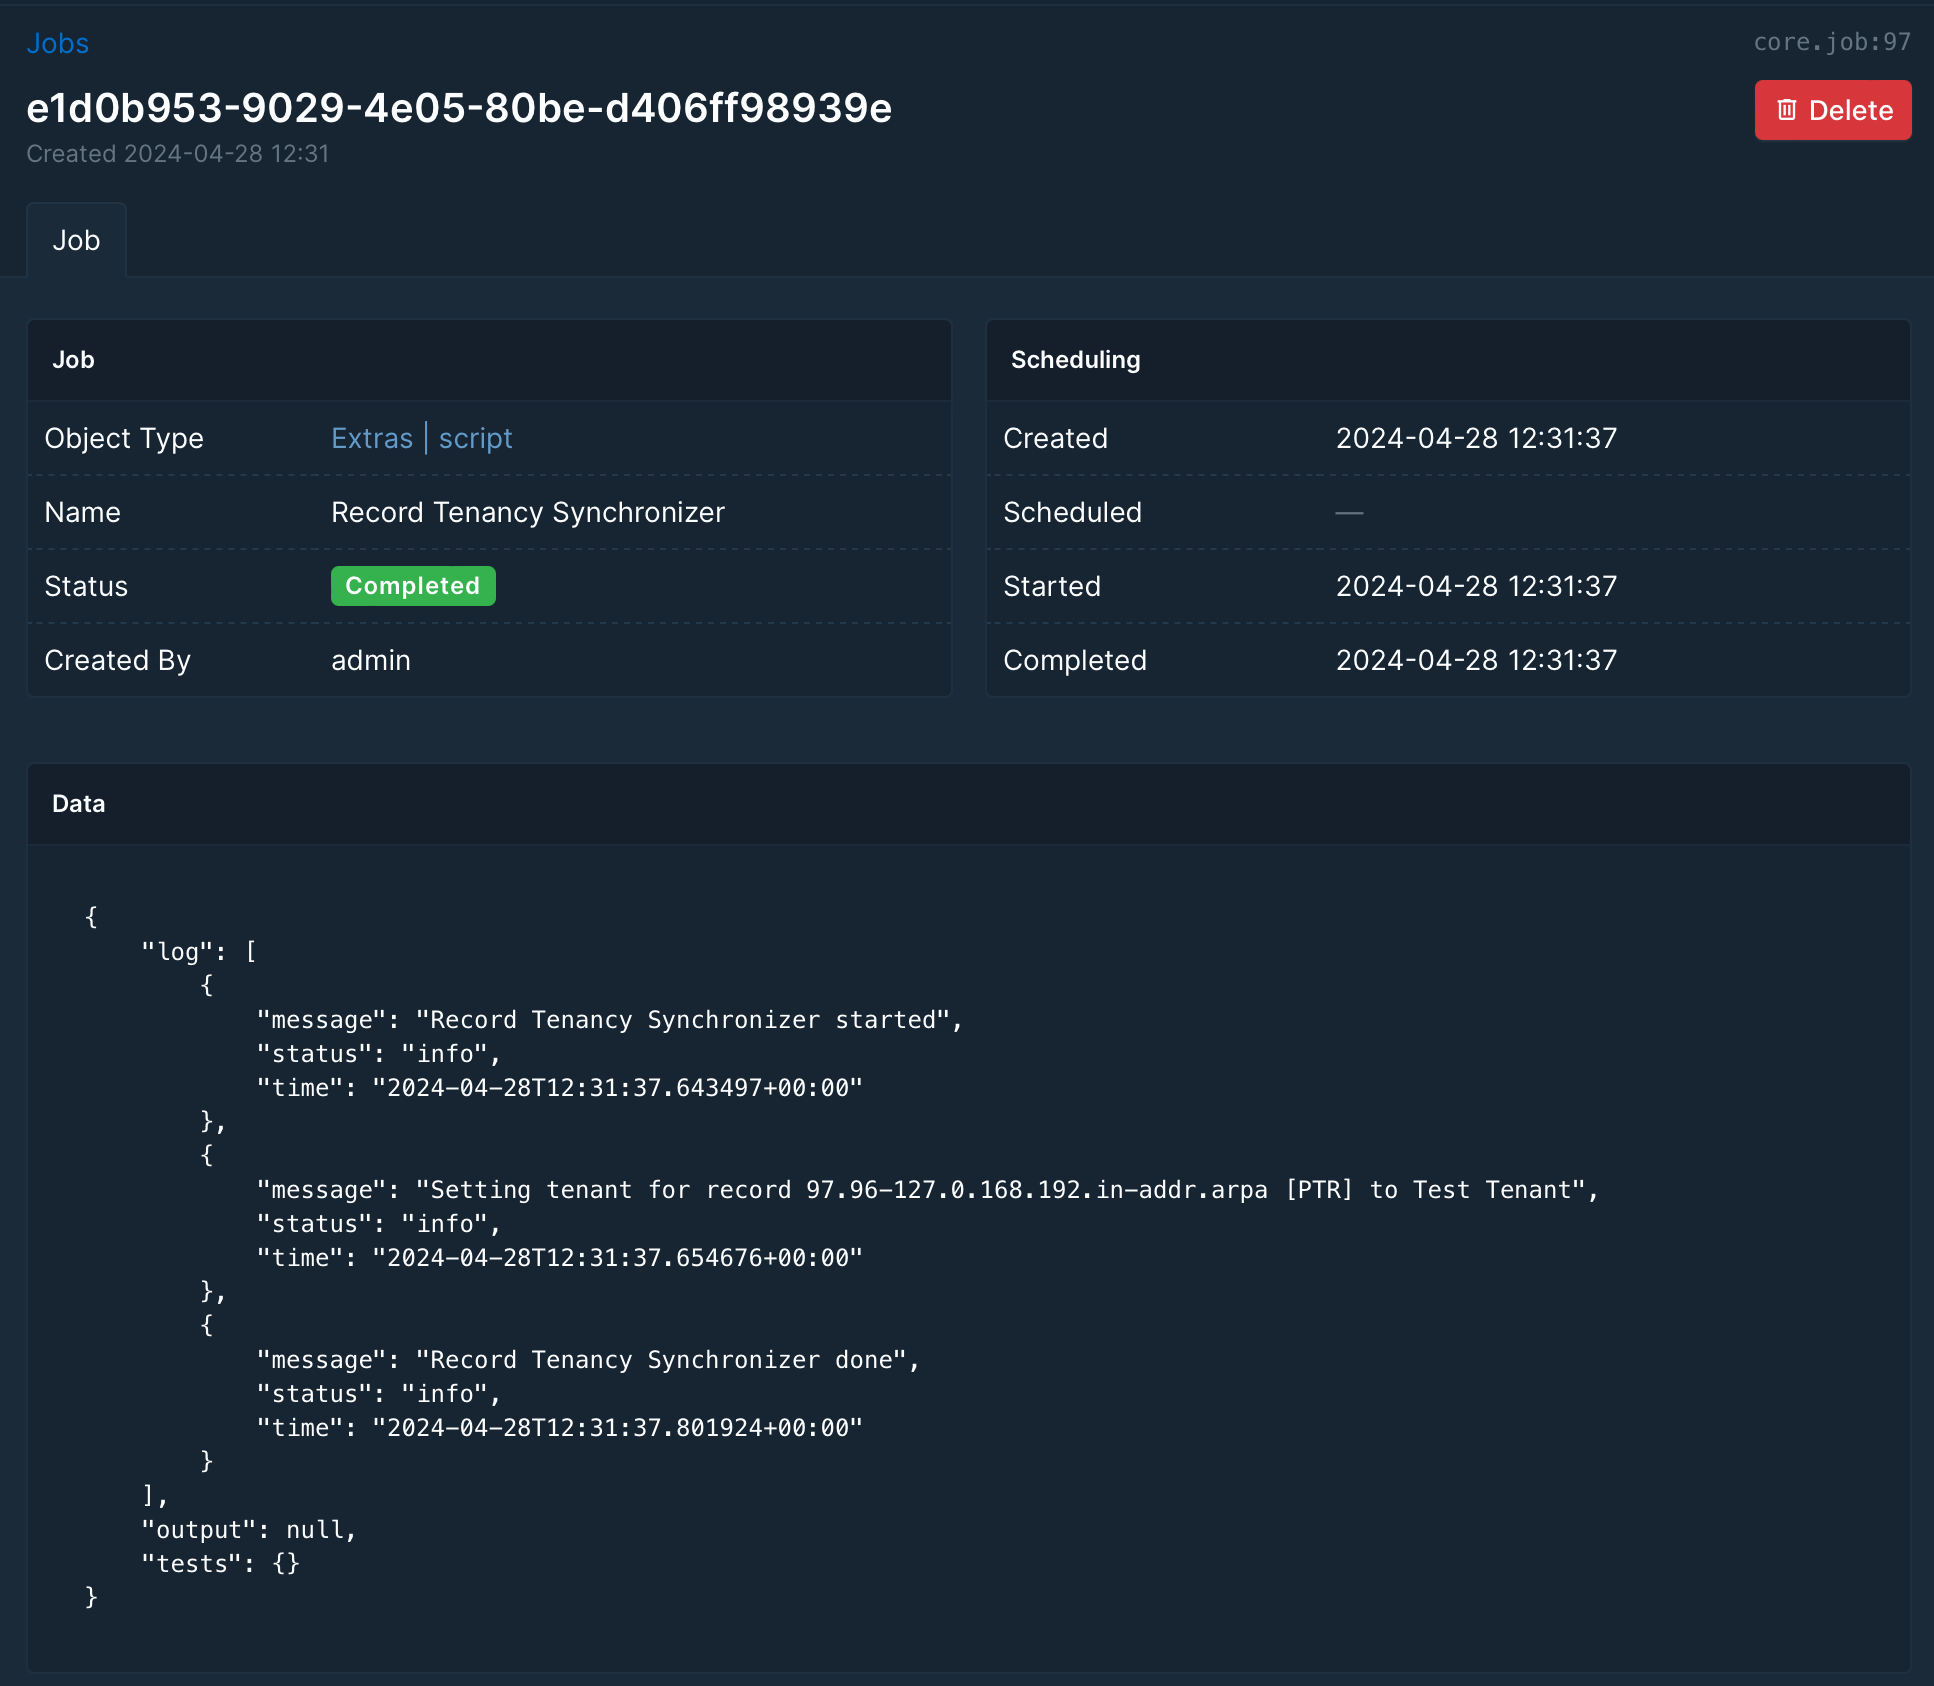 Jobs
core.job:97
e1d0b953-9029-4e05-80be-d406ff98939e
Delete
Created 2024-04-28 12:31
Job
Job
Object Type Extras | script
Name Record Tenancy Synchronizer
Status Completed
Created By admin
Scheduling
Created 2024-04-28 12:31:37
Scheduled —
Started 2024-04-28 12:31:37
Completed 2024-04-28 12:31:37
Data
{
    "log": [
        {
            "message": "Record Tenancy Synchronizer started",
            "status": "info",
            "time": "2024-04-28T12:31:37.643497+00:00"
        },
        {
            "message": "Setting tenant for record 97.96-127.0.168.192.in-addr.arpa [PTR] to Test Tenant",
            "status": "info",
            "time": "2024-04-28T12:31:37.654676+00:00"
        },
        {
            "message": "Record Tenancy Synchronizer done",
            "status": "info",
            "time": "2024-04-28T12:31:37.801924+00:00"
        }
    ],
    "output": null,
    "tests": {}
}